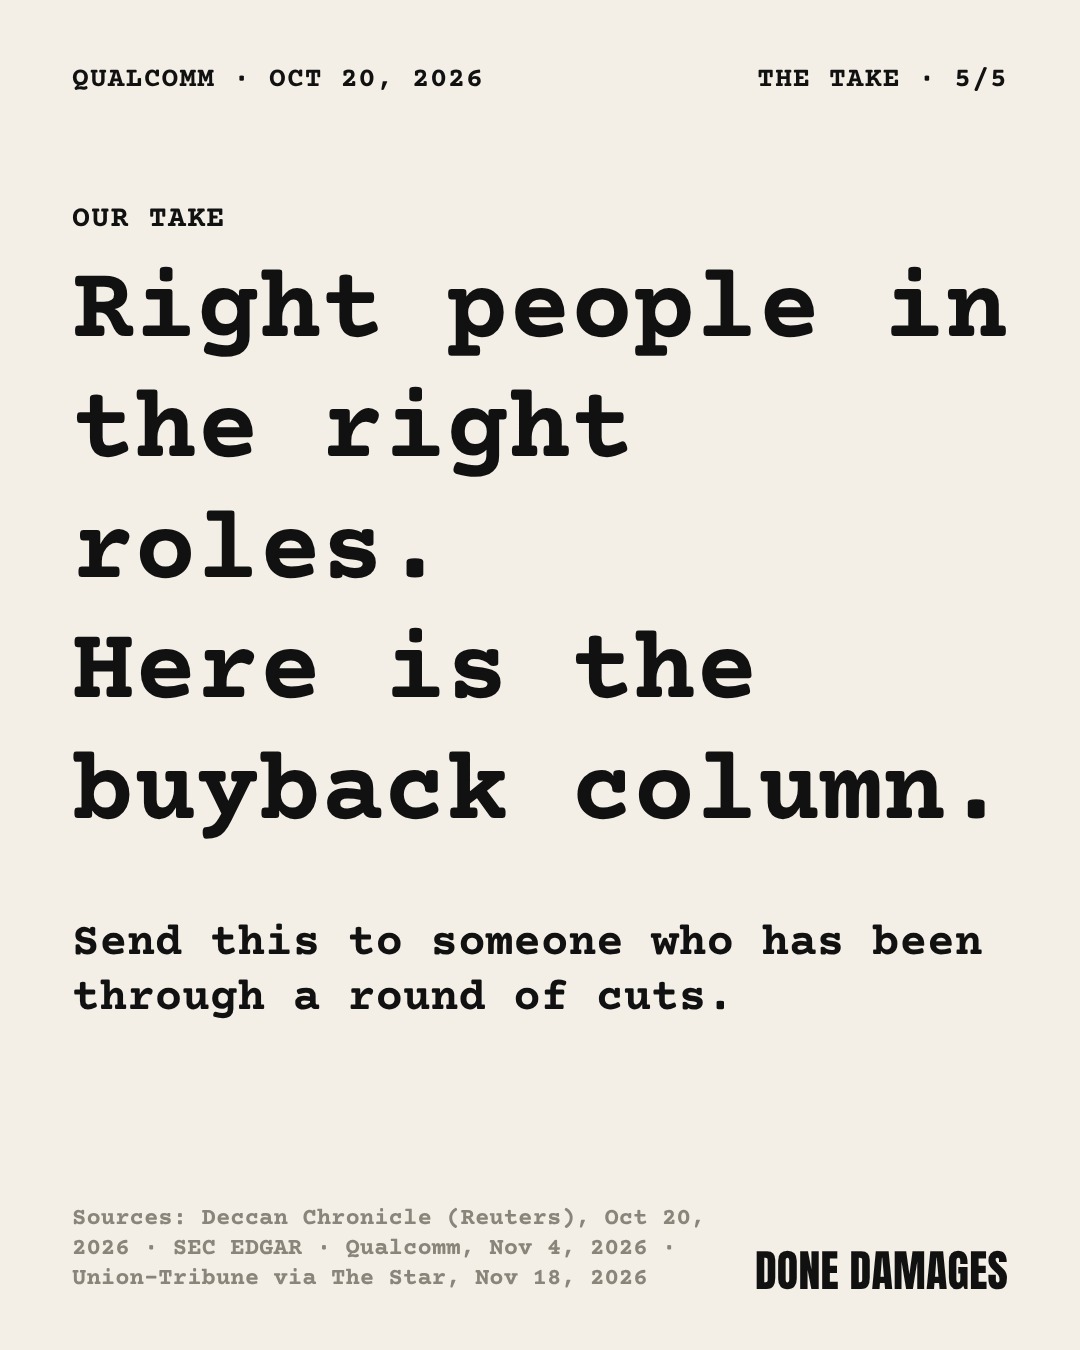 QUALCOMM · OCT 20, 2026
THE TAKE · 5/5
OUR TAKE
Right people in
the right
roles.
Here is the
buyback column.
Send this to someone who has been
through a round of cuts.
Sources: Deccan Chronicle (Reuters), Oct 20,
2026 · SEC EDGAR · Qualcomm, Nov 4, 2026 ·
Union-Tribune via The Star, Nov 18, 2026
DONE DAMAGES